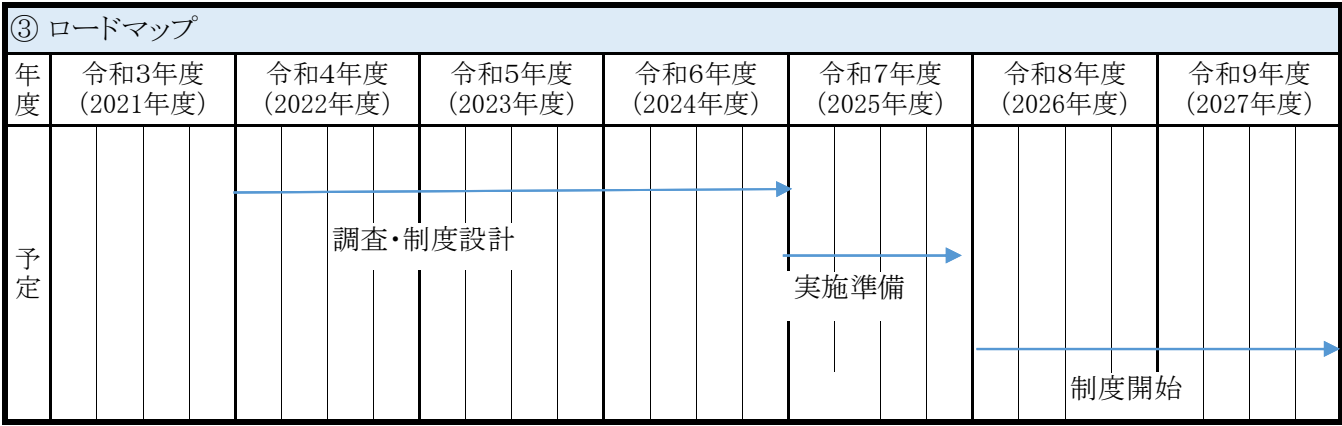 ③ ロードマップ
年度
令和3年度
(2021年度)
令和4年度
(2022年度)
令和5年度
(2023年度)
令和6年度
(2024年度)
令和7年度
(2025年度)
令和8年度
(2026年度)
令和9年度
(2027年度)
予定
調査・制度設計
実施準備
制度開始